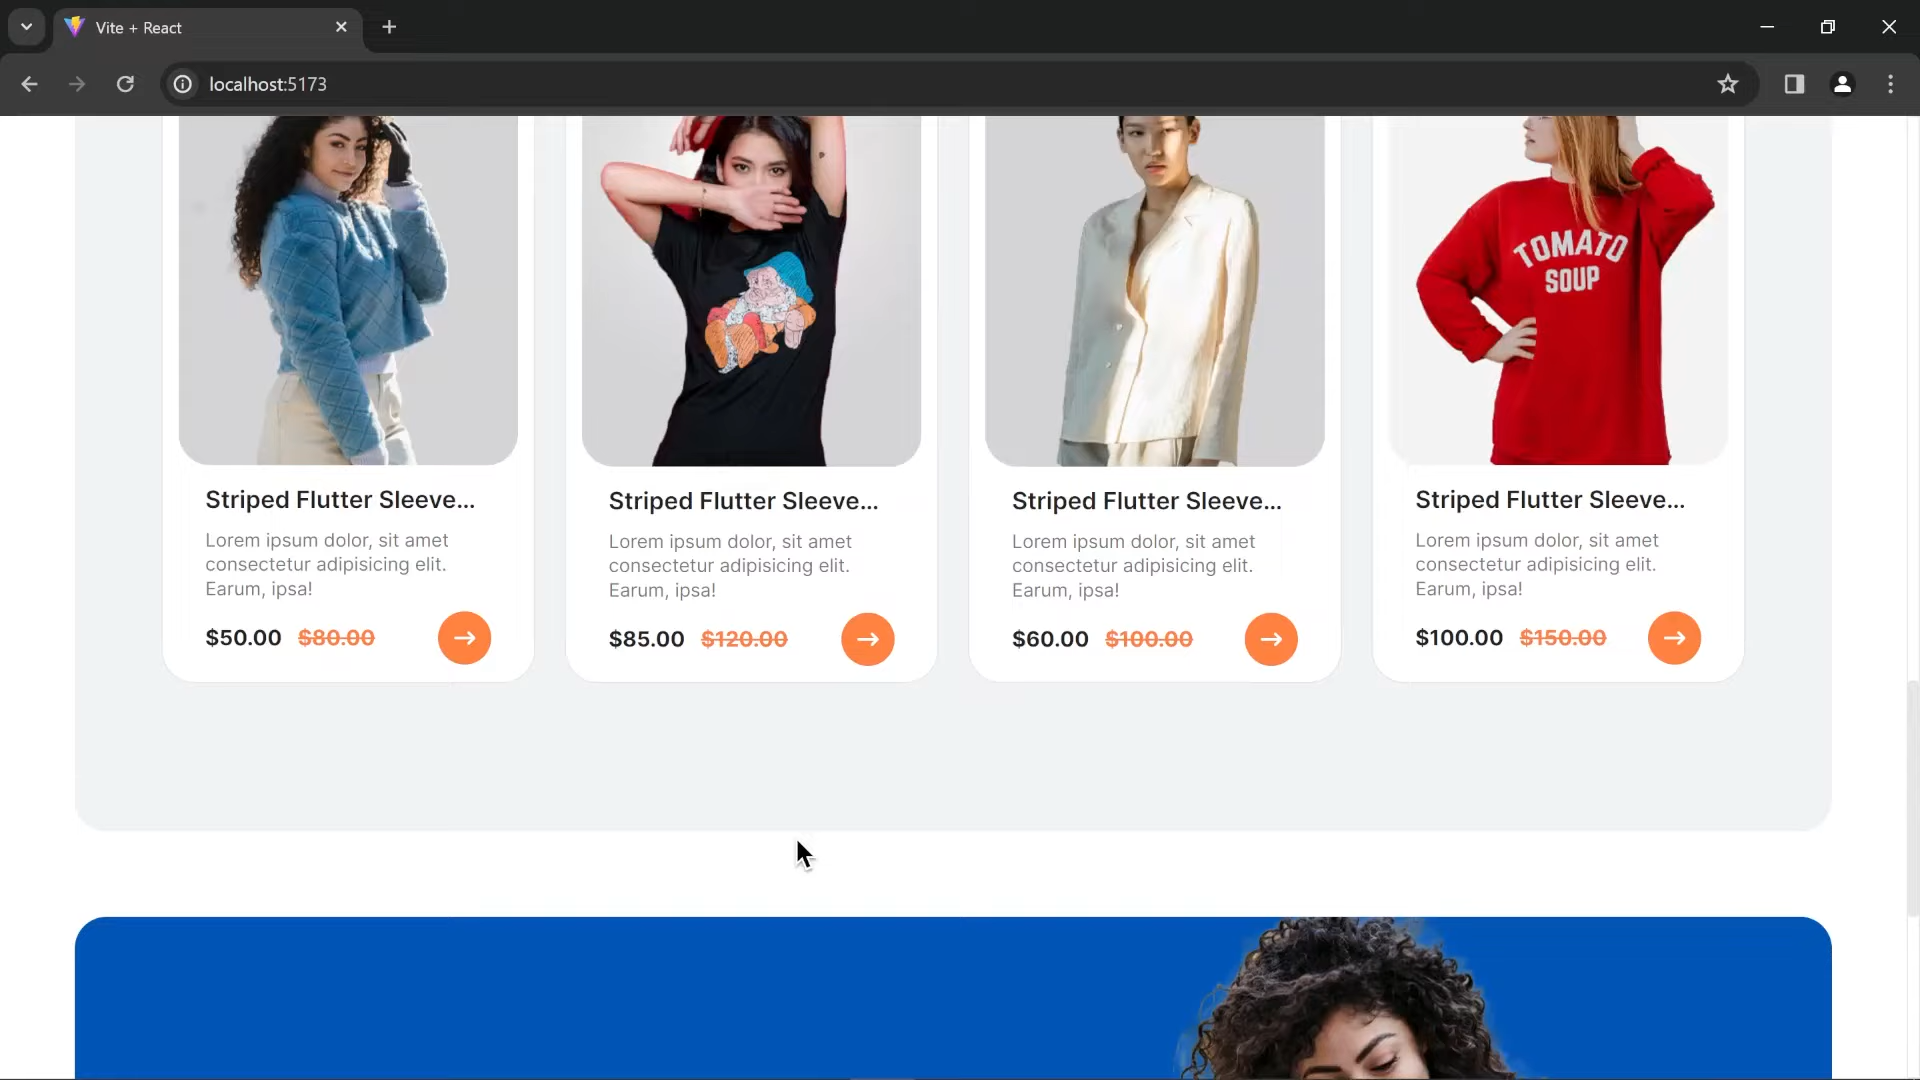 Vite + React
localhost:5173
TOMATO
SOUP
Striped Flutter Sleeve...
Lorem ipsum dolor, sit amet
consectetur adipisicing elit.
Earum, ipsa!
$50.00 $80.00
Striped Flutter Sleeve...
Lorem ipsum dolor, sit amet
consectetur adipisicing elit.
Earum, ipsa!
$85.00 $120.00
Striped Flutter Sleeve...
Lorem ipsum dolor, sit amet
consectetur adipisicing elit.
Earum, ipsa!
$60.00 $100.00
Striped Flutter Sleeve...
Lorem ipsum dolor, sit amet
consectetur adipisicing elit.
Earum, ipsa!
$100.00 $150.00